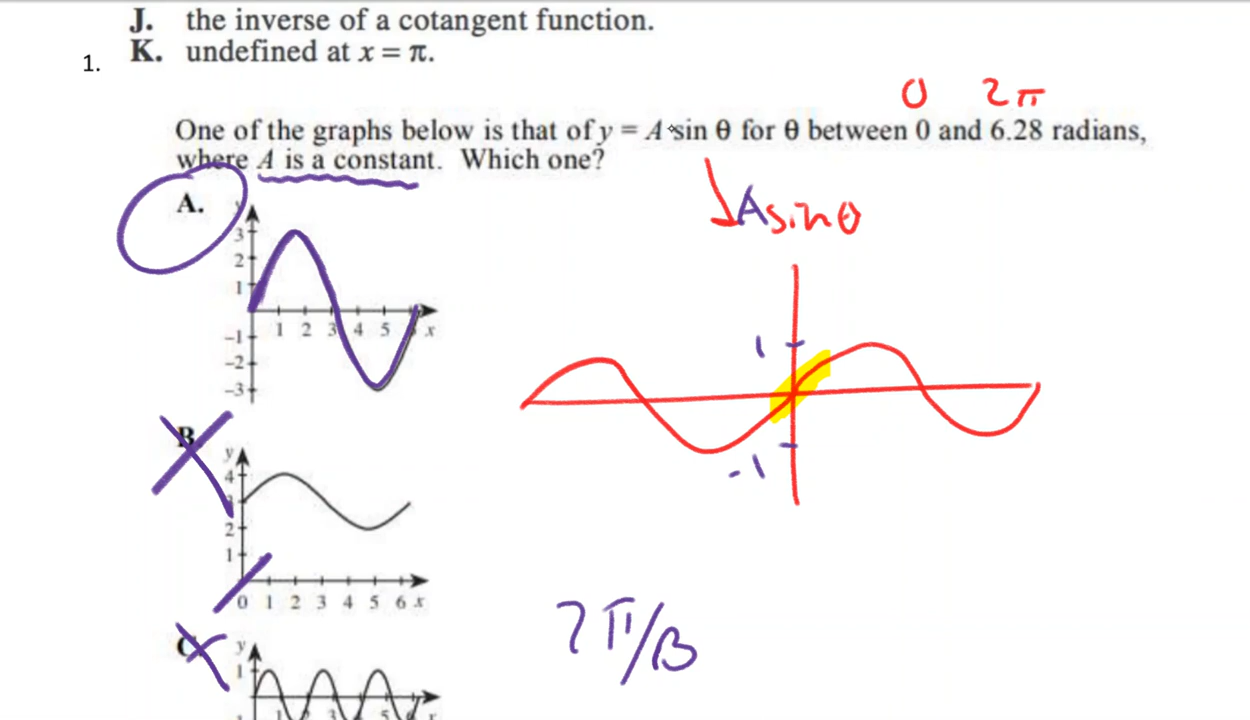 J. the inverse of a cotangent function.
K. undefined at x = π.
1.
0 2π
One of the graphs below is that of y = A sin θ for θ between 0 and 6.28 radians,
where A is a constant. Which one?
A.
A sin θ
3
2
1
1 2 3 4 5 x
-1
-2
-3
1
-1
B.
y
4
2
1
0 1 2 3 4 5 6 x
2π/B
C
y
1
1 3 5